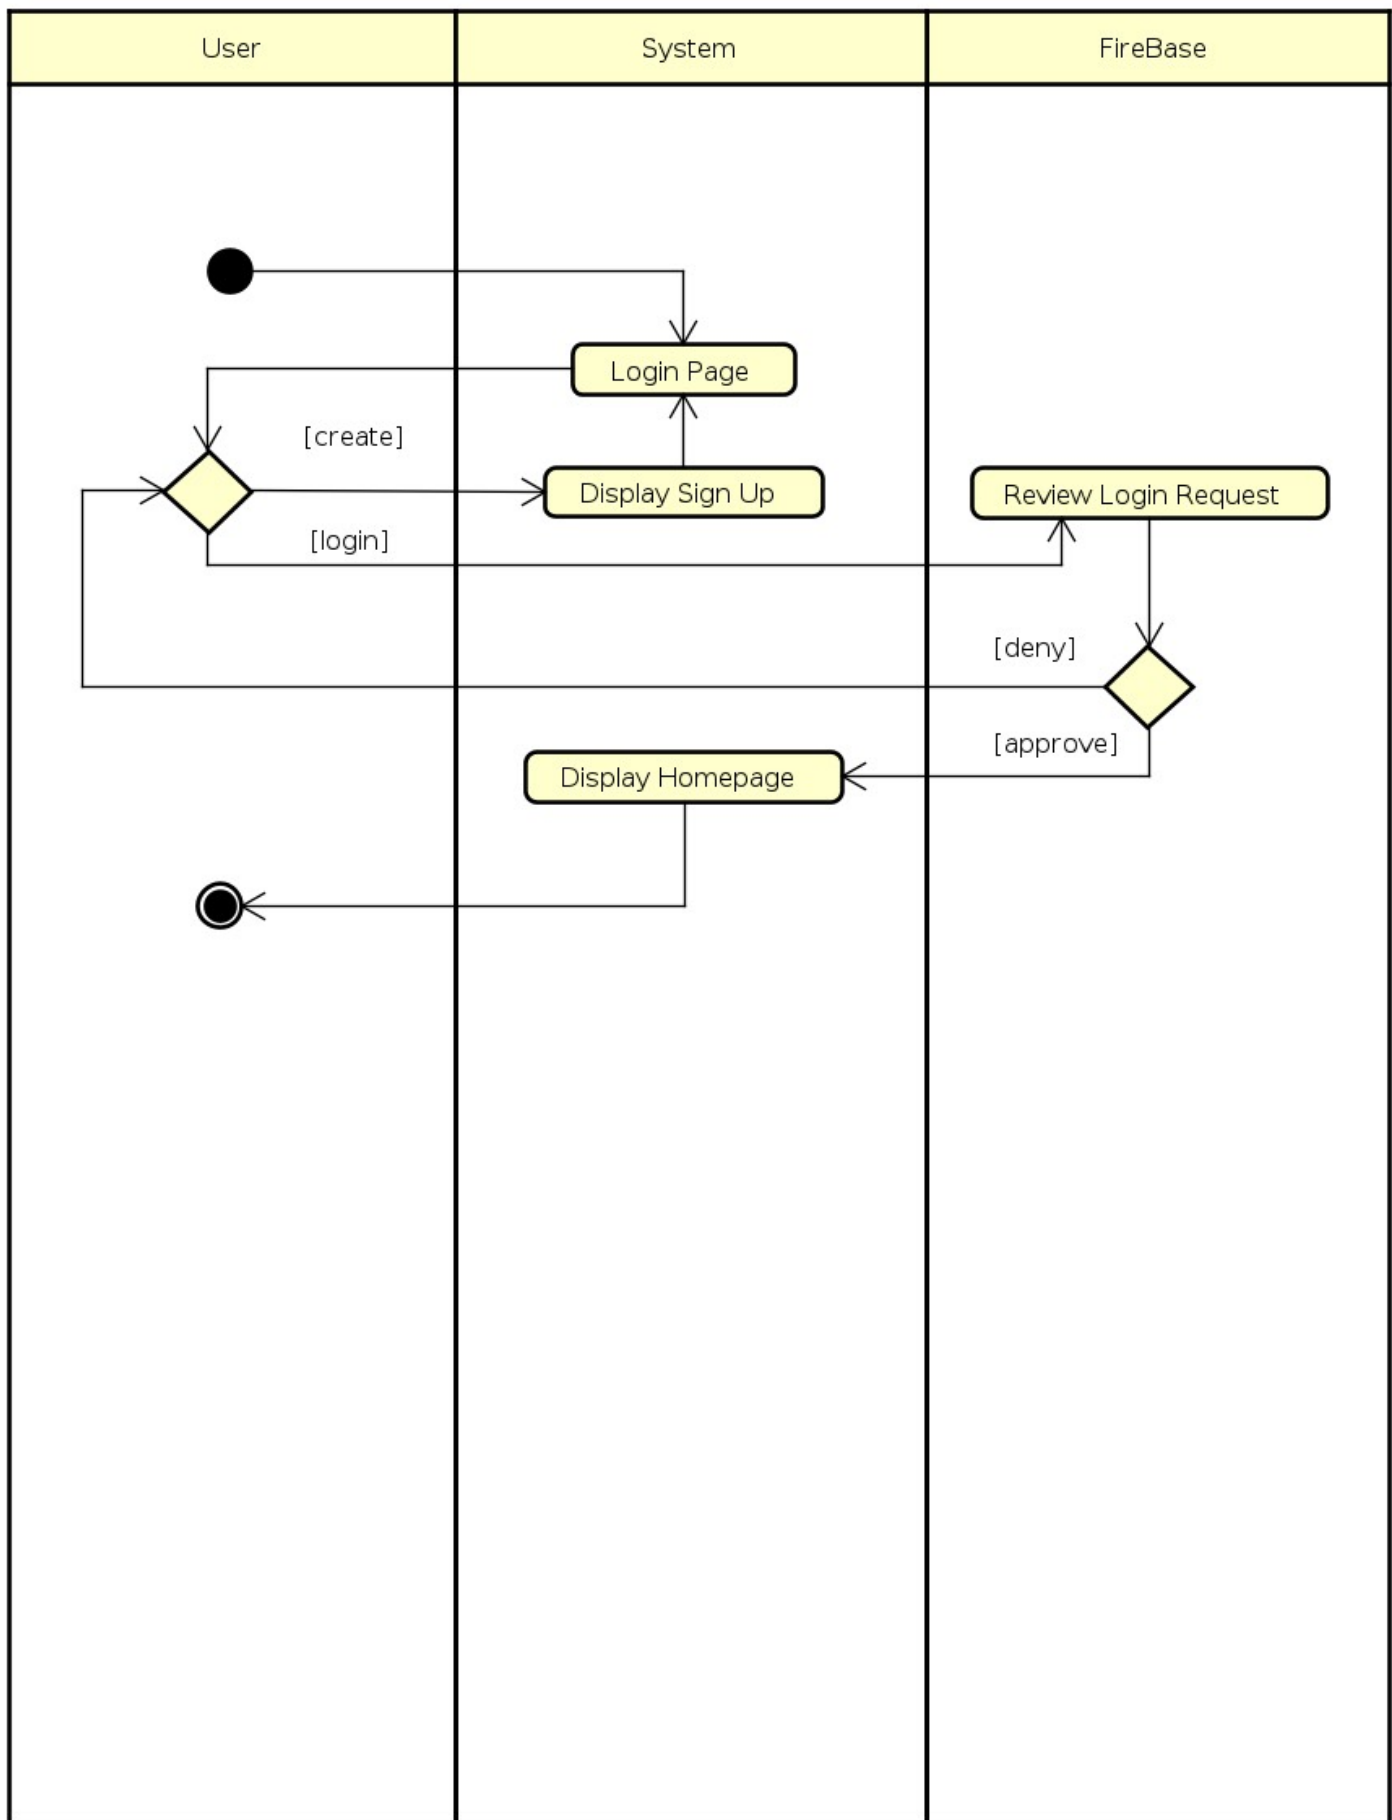 User
System
FireBase
Login Page
[create]
Display Sign Up
Review Login Request
[login]
[deny]
[approve]
Display Homepage